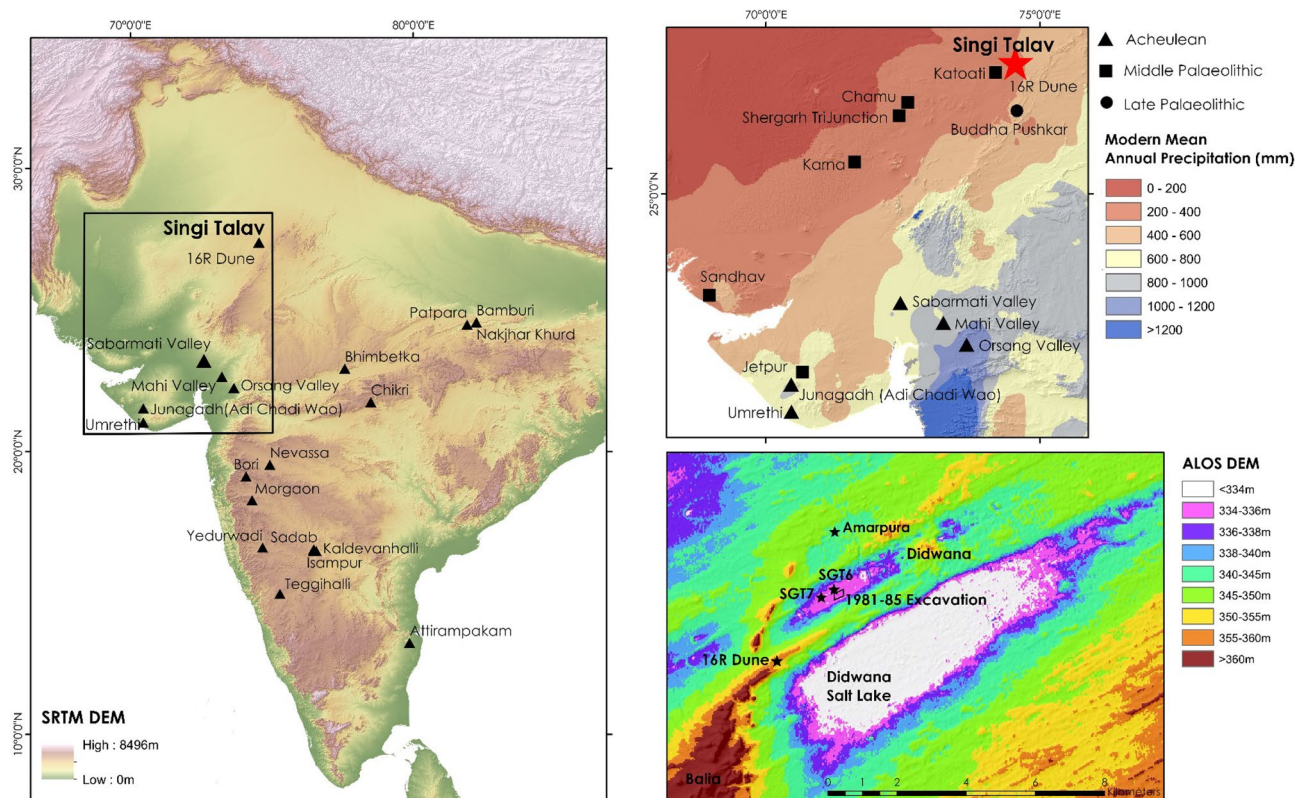 70°0'0"E
80°0'0"E
30°0'0"N
20°0'0"N
10°0'0"N
Singi Talav
16R Dune
Sabarmati Valley
Mahi Valley
Orsang Valley
Junagadh(Adi Chadi Wao)
Umrethi
Patpara
Bamburi
Nakjhar Khurd
Bhimbetka
Chikri
Nevassa
Bori
Morgaon
Yedurwadi
Sadab
Kaldevanhalli
Isampur
Teggihalli
Attirampakam
SRTM DEM
High : 8496m
Low : 0m
70°0'0"E
75°0'0"E
25°0'0"N
Singi Talav
Katoati
16R Dune
Chamu
Shergarh TriJunction
Buddha Pushkar
Karna
Sandhav
Sabarmati Valley
Mahi Valley
Orsang Valley
Jetpur
Junagadh (Adi Chadi Wao)
Umrethi
Acheulean
Middle Palaeolithic
Late Palaeolithic
Modern Mean
Annual Precipitation (mm)
0 - 200
200 - 400
400 - 600
600 - 800
800 - 1000
1000 - 1200
>1200
Amarpura
Didwana
SGT6
SGT7
1981-85 Excavation
16R Dune
Didwana
Salt Lake
Balia
0 1 2 4 6 8
Kilometers
ALOS DEM
<334m
334-336m
336-338m
338-340m
340-345m
345-350m
350-355m
355-360m
>360m